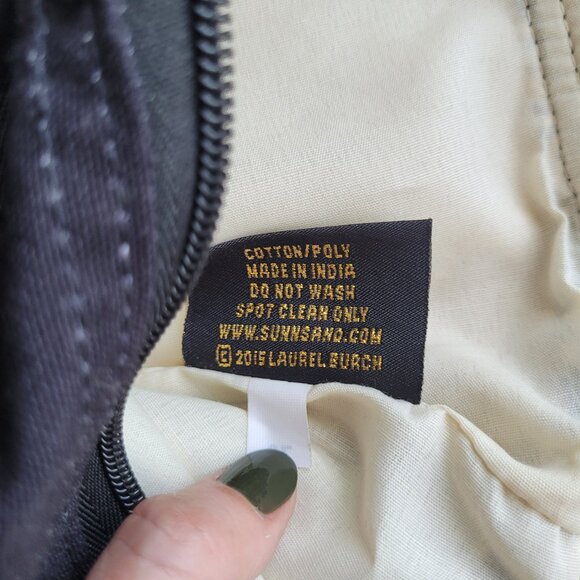 COTTON/POLY
MADE IN INDIA
DO NOT WASH
SPOT CLEAN ONLY
WWW.SUNNSAND.COM
© 2015 LAUREL BURCH